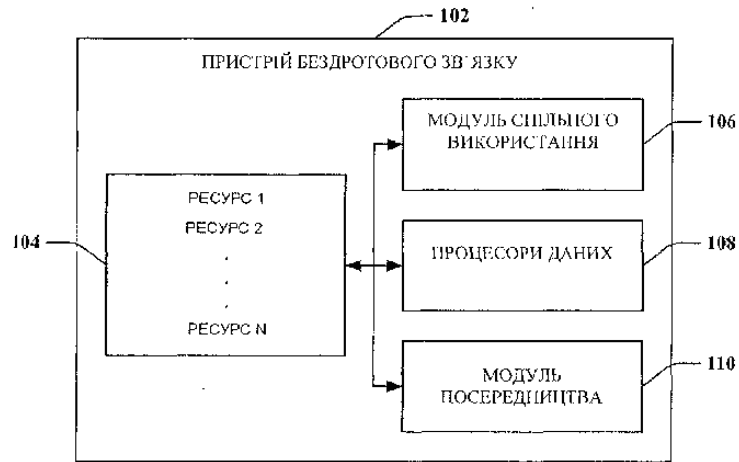 102
ПРИСТРІЙ БЕЗДРОТОВОГО ЗВ`ЯЗКУ
МОДУЛЬ СПІЛЬНОГО
ВИКОРИСТАННЯ
106
РЕСУРС 1
РЕСУРС 2
.
.
.
РЕСУРС N
104
ПРОЦЕСОРИ ДАНИХ
108
МОДУЛЬ
ПОСЕРЕДНИЦТВА
110